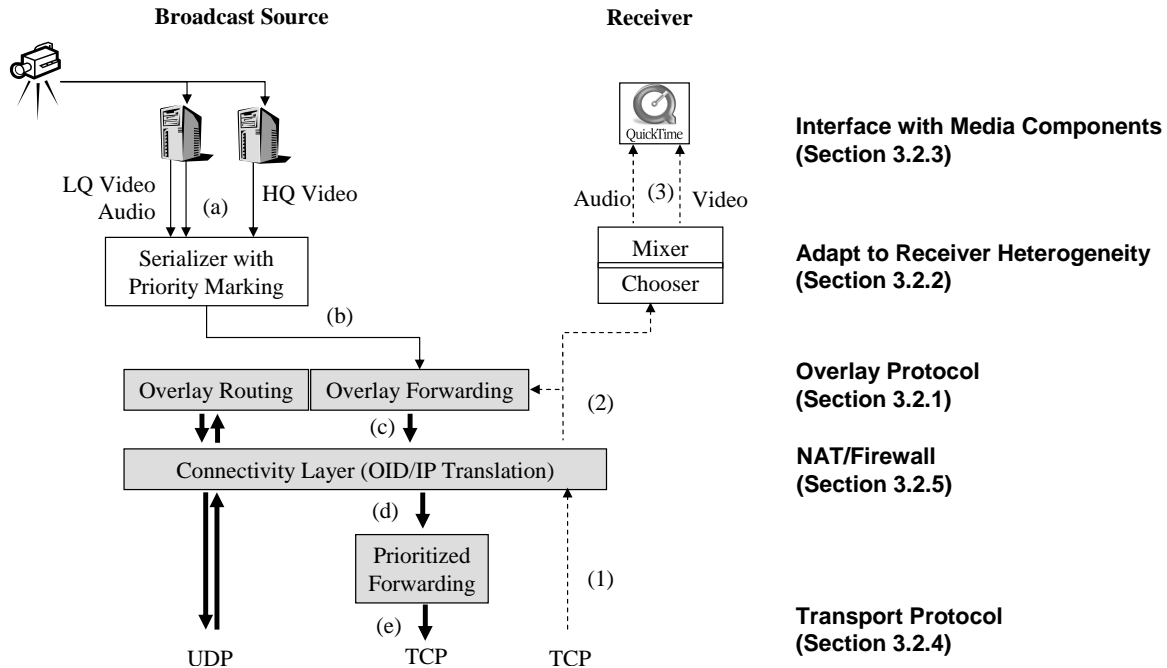 Broadcast Source
Receiver
QuickTime
Interface with Media Components
(Section 3.2.3)
LQ Video
Audio
(a)
HQ Video
Audio
(3)
Video
Serializer with
Priority Marking
Mixer
Chooser
Adapt to Receiver Heterogeneity
(Section 3.2.2)
(b)
Overlay Routing
Overlay Forwarding
(2)
Overlay Protocol
(Section 3.2.1)
(c)
Connectivity Layer (OID/IP Translation)
NAT/Firewall
(Section 3.2.5)
(d)
Prioritized
Forwarding
(1)
(e)
UDP
TCP
TCP
Transport Protocol
(Section 3.2.4)